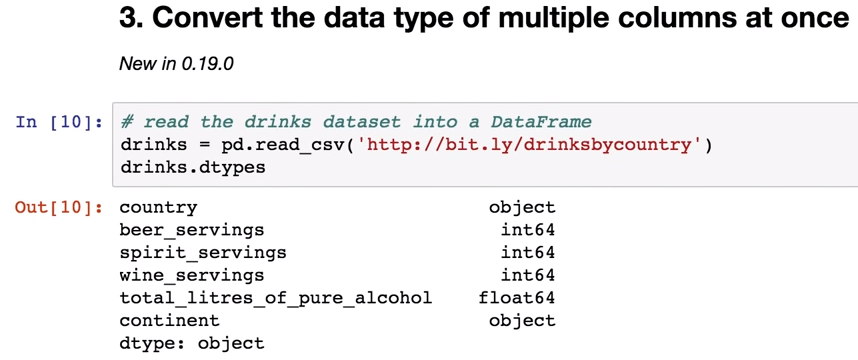 3. Convert the data type of multiple columns at once
New in 0.19.0
In [10]: # read the drinks dataset into a DataFrame
drinks = pd.read_csv('http://bit.ly/drinksbycountry')
drinks.dtypes
Out[10]: country object
beer_servings int64
spirit_servings int64
wine_servings int64
total_litres_of_pure_alcohol float64
continent object
dtype: object